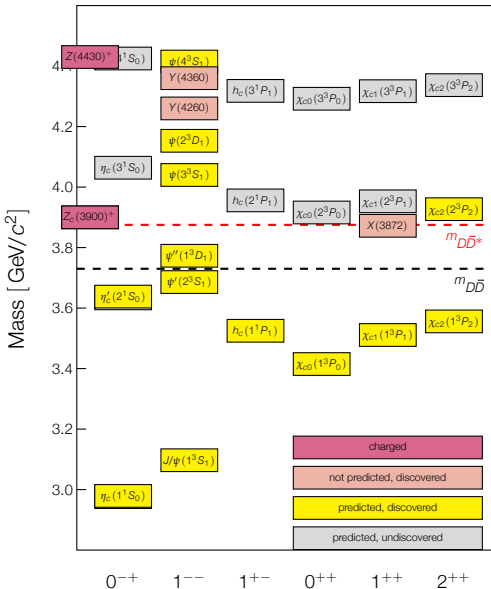 Mass [ GeV/c² ]
4.4
4.2
4.0
3.8
3.6
3.4
3.0
Z(4430)⁺
4¹S₀)
ψ(4³S₁)
Y(4360)
Y(4260)
h_c(3¹P₁)
χ_c0(3³P₀)
χ_c1(3³P₁)
χ_c2(3³P₂)
ψ(2³D₁)
η_c(3¹S₀)
ψ(3³S₁)
Z_c(3900)⁺
h_c(2¹P₁)
χ_c0(2³P₀)
χ_c1(2³P₁)
χ_c2(2³P₂)
X(3872)
m_DD̄*
ψ′′(1³D₁)
m_DD̄
ψ′(2³S₁)
η′_c(2¹S₀)
h_c(1¹P₁)
χ_c0(1³P₀)
χ_c1(1³P₁)
χ_c2(1³P₂)
J/ψ(1³S₁)
η_c(1¹S₀)
charged
not predicted, discovered
predicted, discovered
predicted, undiscovered
0⁻⁺ 1⁻⁻ 1⁺⁻ 0⁺⁺ 1⁺⁺ 2⁺⁺